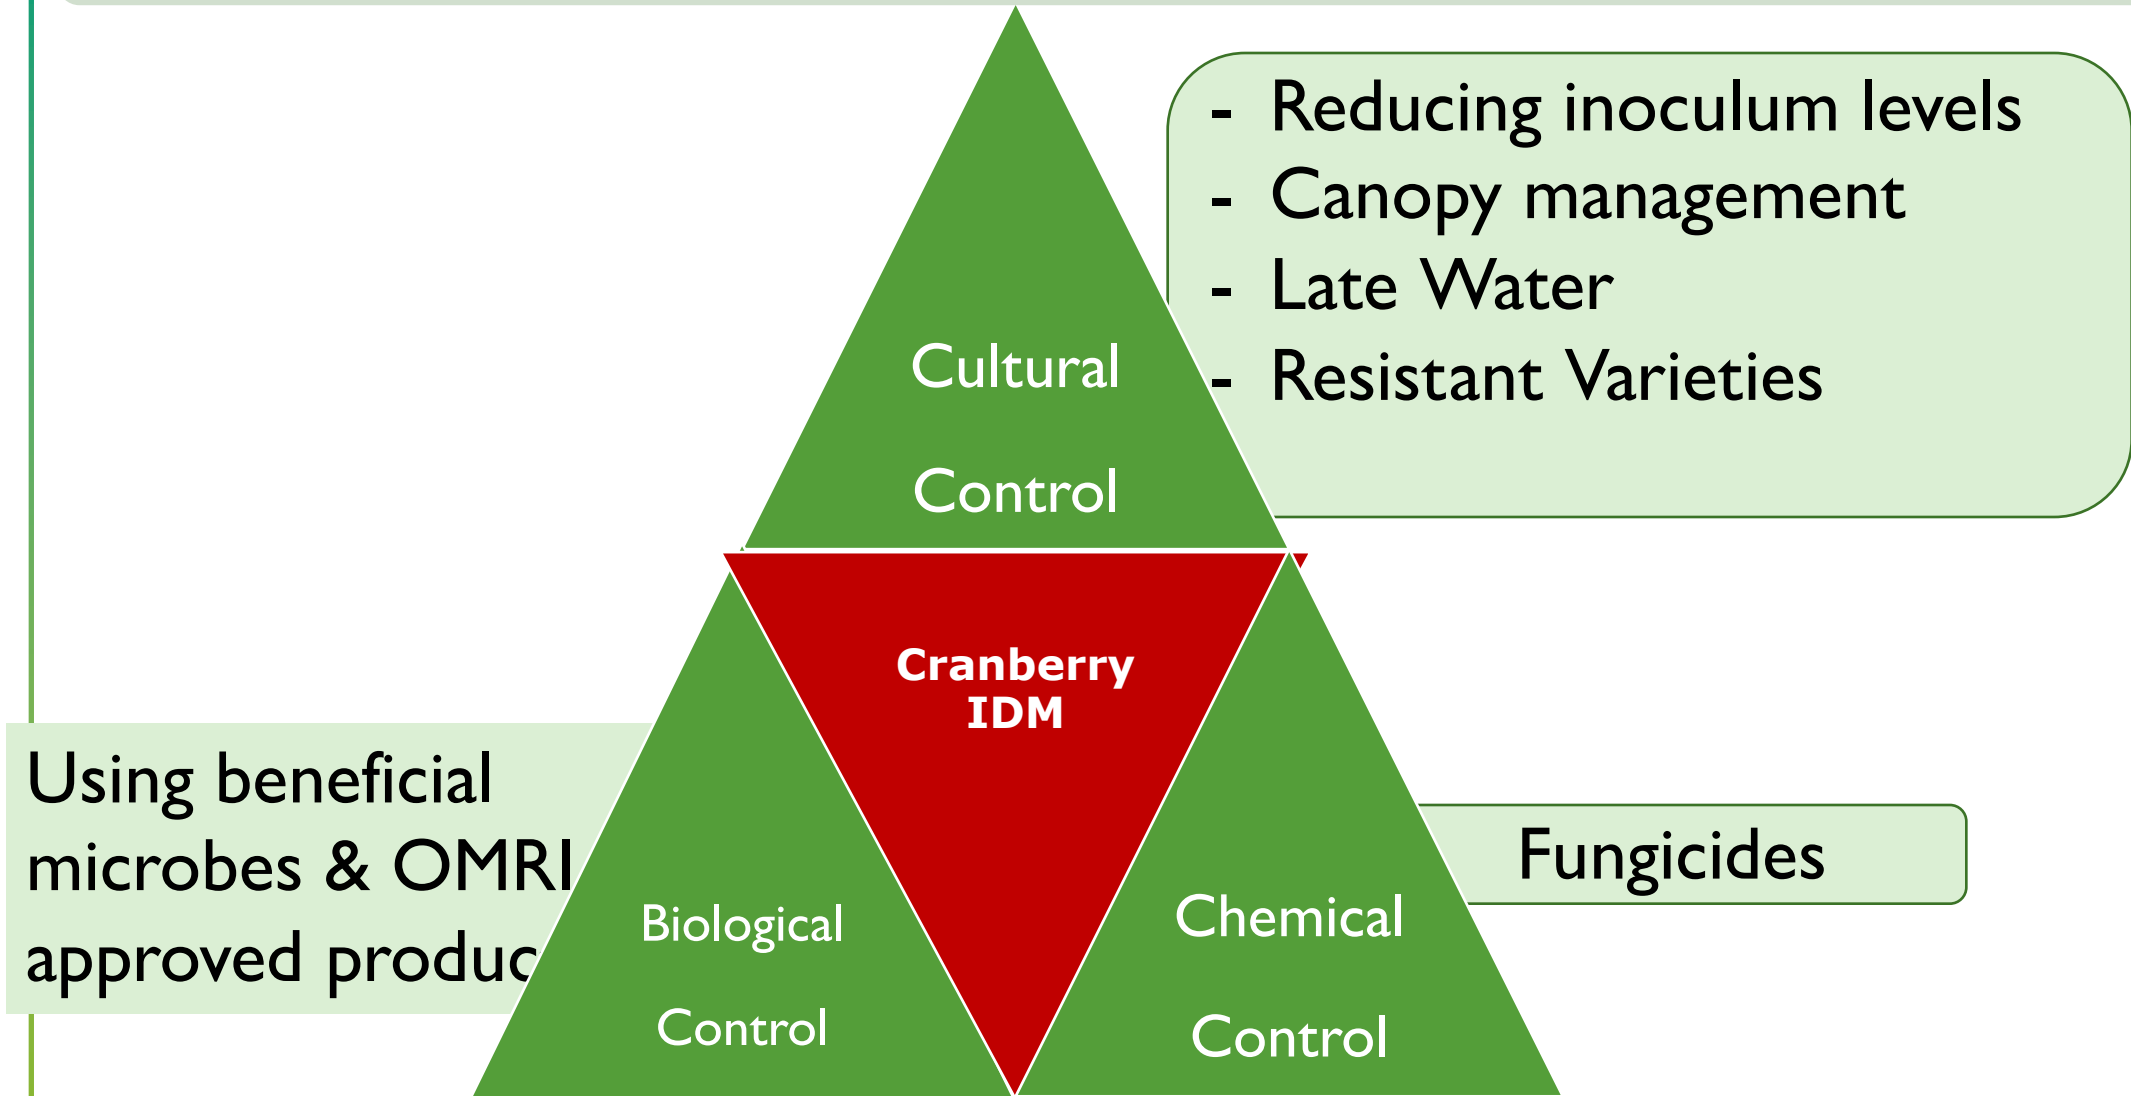 - Reducing inoculum levels
- Canopy management
- Late Water
- Resistant Varieties
Cultural
Control
Cranberry
IDM
Using beneficial
microbes & OMRI
approved produc
Biological
Control
Fungicides
Chemical
Control